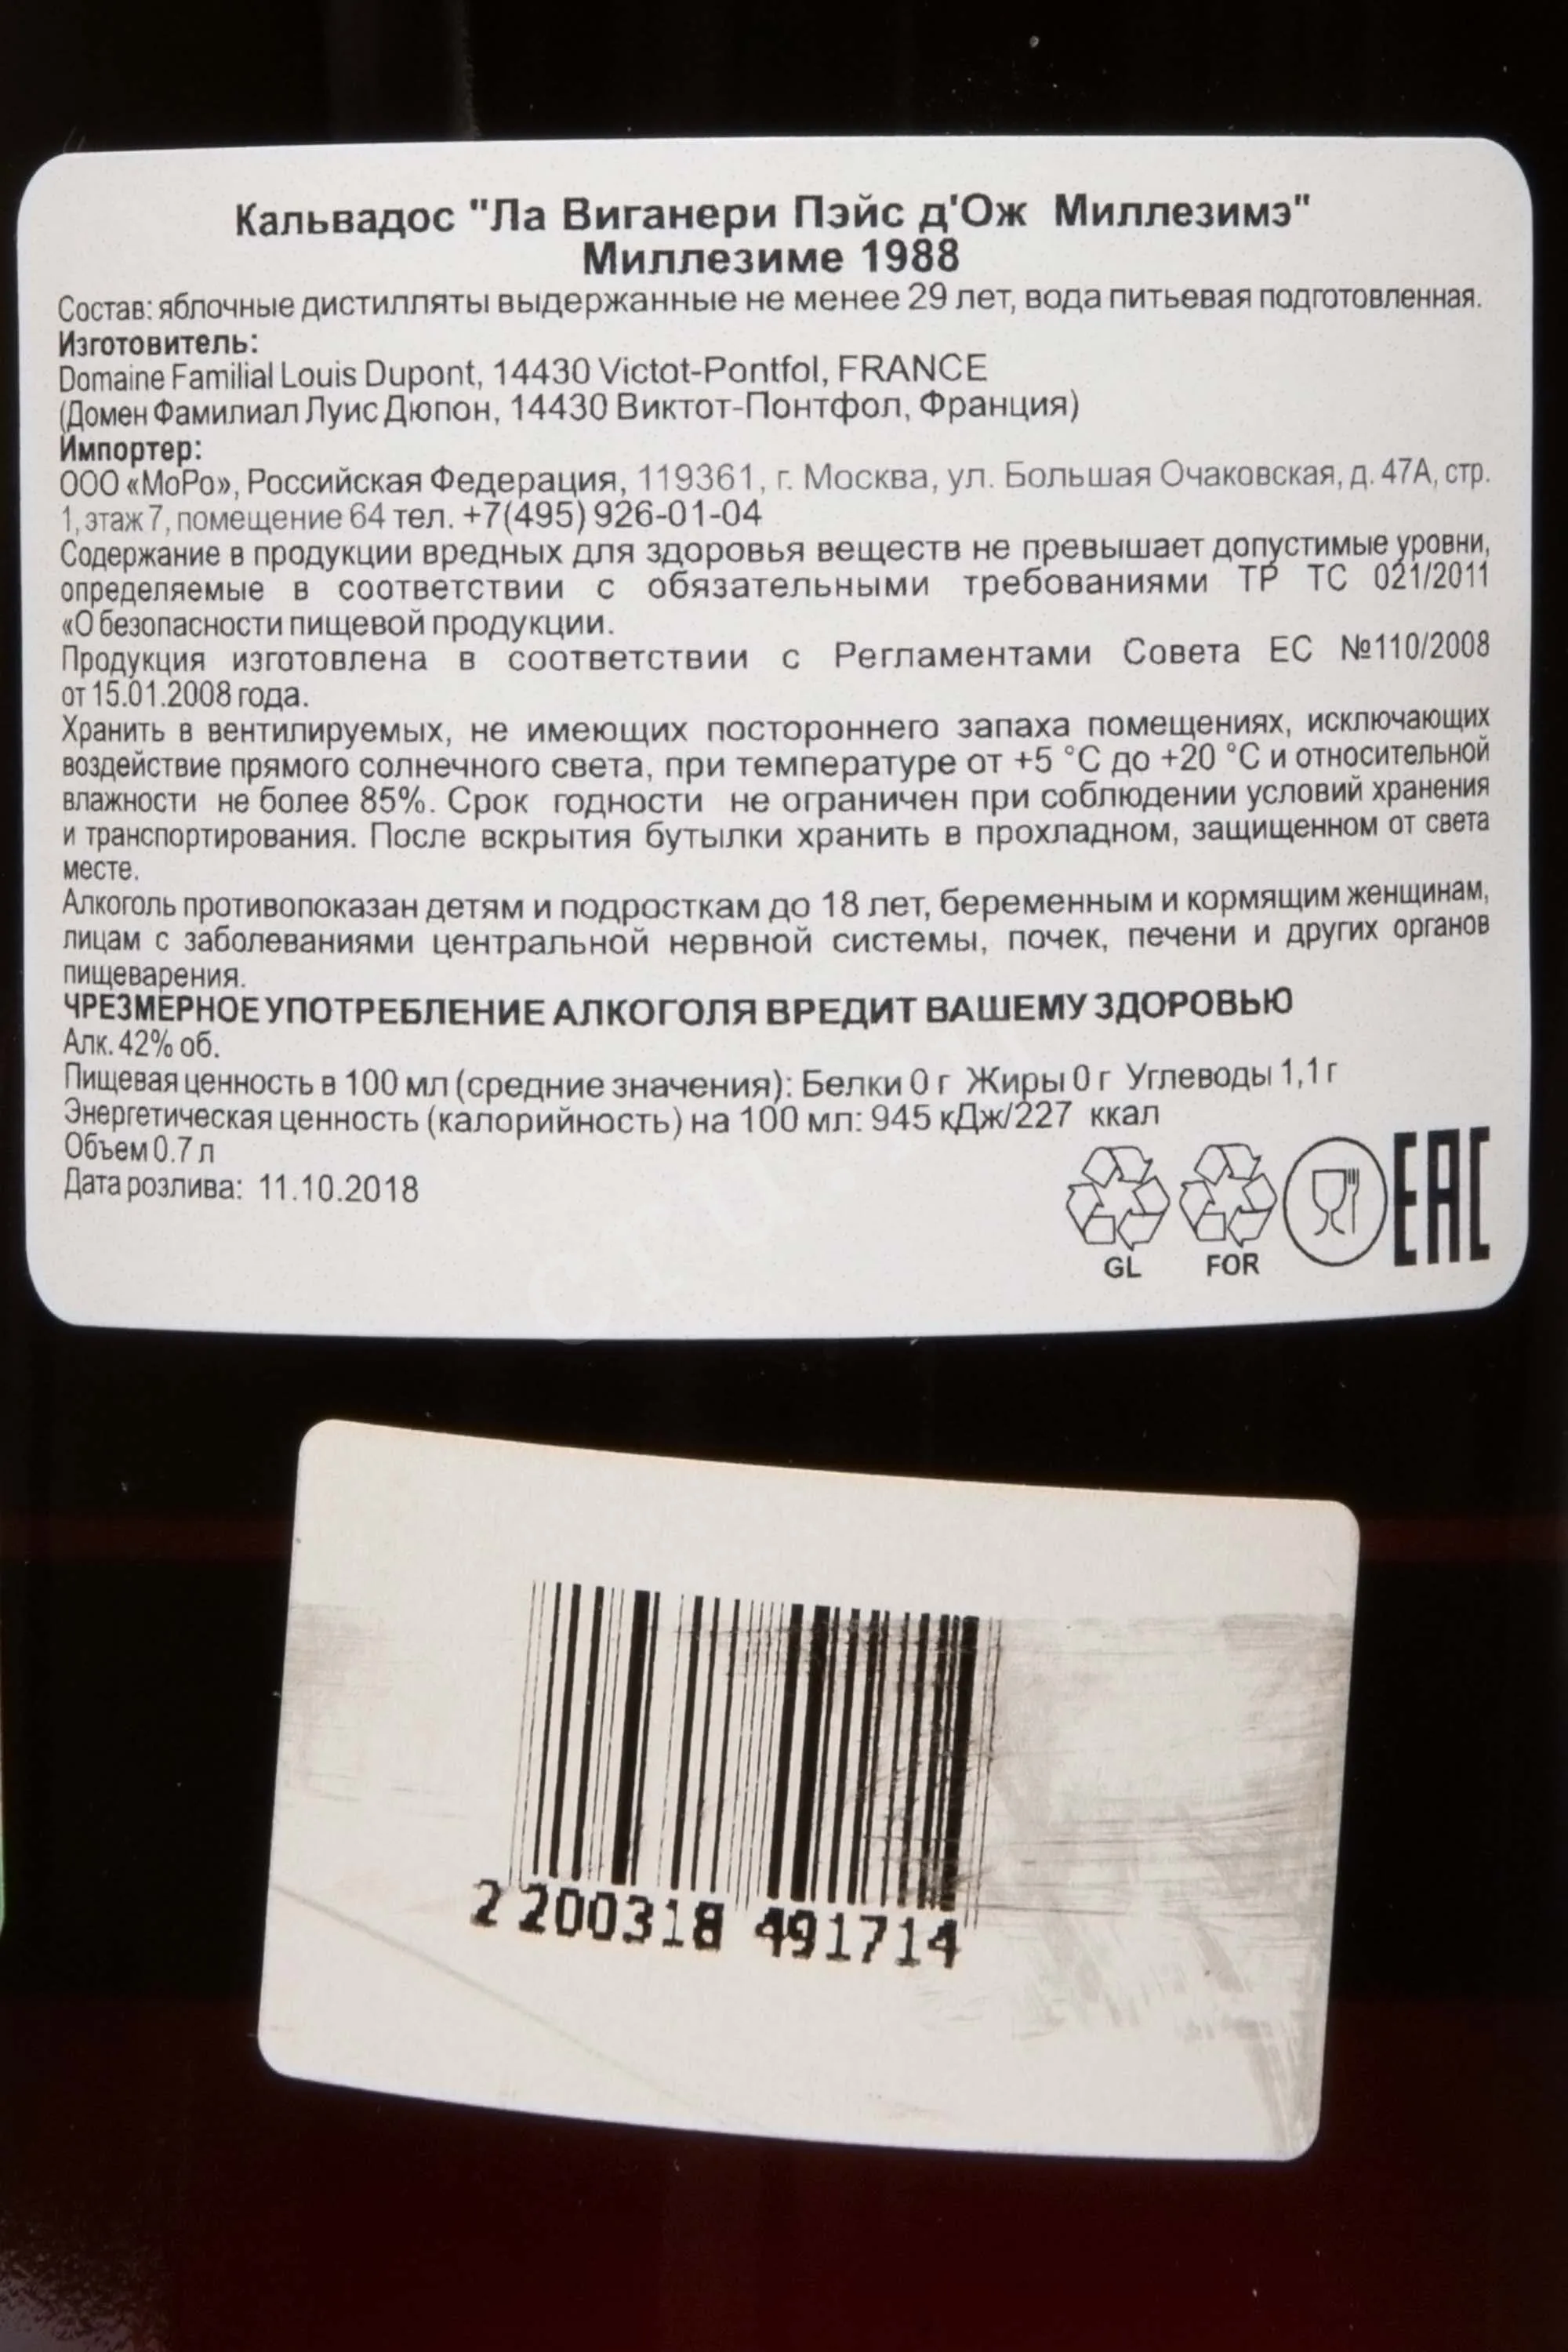 Кальвадос "Ла Виганери Пэйс д'Ож Миллезимэ"
Миллезиме 1988
Состав: яблочные дистилляты выдержанные не менее 29 лет, вода питьевая подготовленная.
Изготовитель:
Domaine Familial Louis Dupont, 14430 Victot-Pontfol, FRANCE
(Домен Фамилиал Луис Дюпон, 14430 Виктот-Понтфол, Франция)
Импортер:
ООО «МоРо», Российская Федерация, 119361, г. Москва, ул. Большая Очаковская, д. 47А, стр.
1, этаж 7, помещение 64 тел. +7(495) 926-01-04
Содержание в продукции вредных для здоровья веществ не превышает допустимые уровни,
определяемые в соответствии с обязательными требованиями ТР ТС 021/2011
«О безопасности пищевой продукции.
Продукция изготовлена в соответствии с Регламентами Совета ЕС №110/2008
от 15.01.2008 года.
Хранить в вентилируемых, не имеющих постороннего запаха помещениях, исключающих
воздействие прямого солнечного света, при температуре от +5 °С до +20 °С и относительной
влажности не более 85%. Срок годности не ограничен при соблюдении условий хранения
и транспортирования. После вскрытия бутылки хранить в прохладном, защищенном от света
месте.
Алкоголь противопоказан детям и подросткам до 18 лет, беременным и кормящим женщинам,
лицам с заболеваниями центральной нервной системы, почек, печени и других органов
пищеварения.
ЧРЕЗМЕРНОЕ УПОТРЕБЛЕНИЕ АЛКОГОЛЯ ВРЕДИТ ВАШЕМУ ЗДОРОВЬЮ
Алк. 42% об.
Пищевая ценность в 100 мл (средние значения): Белки 0 г Жиры 0 г Углеводы 1,1 г
Энергетическая ценность (калорийность) на 100 мл: 945 кДж/227 ккал
Объем 0.7 л
Дата розлива: 11.10.2018
GL FOR EAC
2 200318 491714